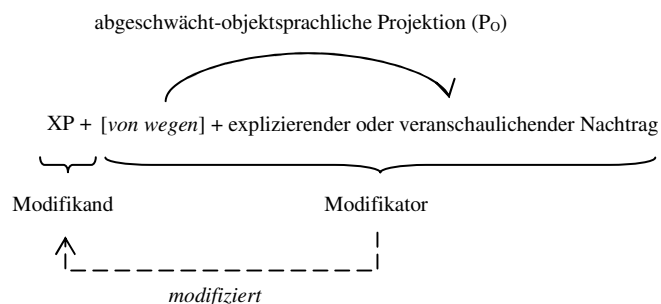 abgeschwächt-objektsprachliche Projektion (PO)
XP + [von wegen] + explizierender oder veranschaulichender Nachtrag
Modifikand Modifikator
modifiziert